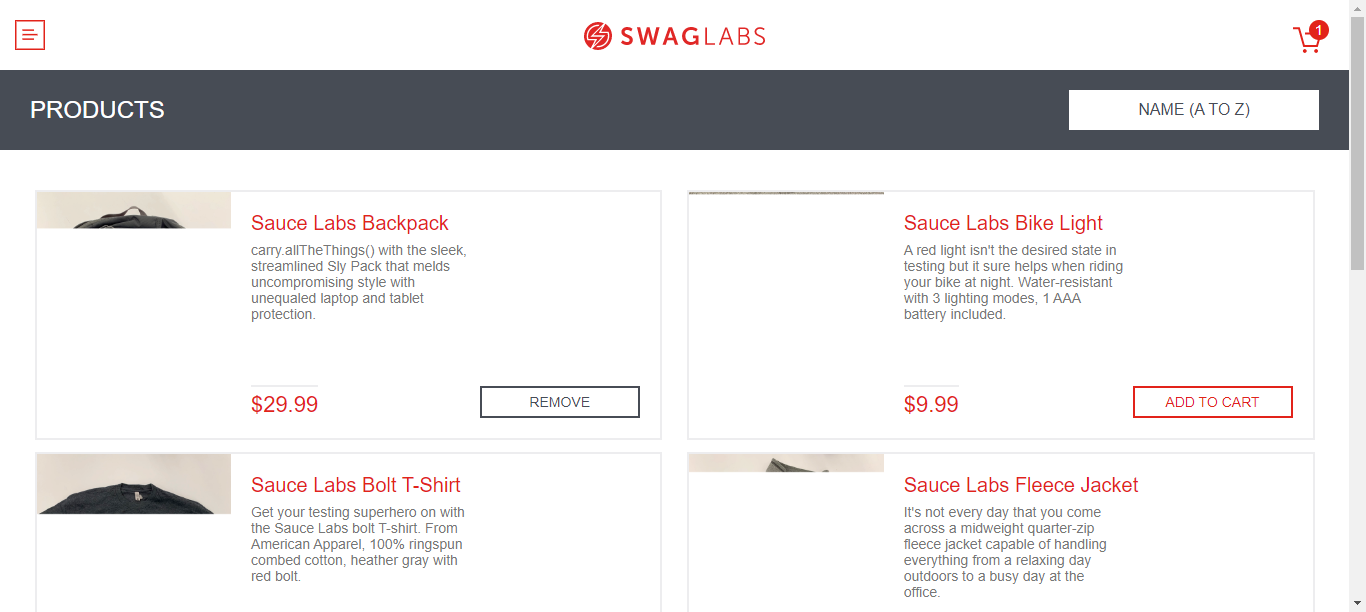 SWAGLABS
1
PRODUCTS
NAME (A TO Z)
Sauce Labs Backpack
carry.allTheThings() with the sleek,
streamlined Sly Pack that melds
uncompromising style with
unequaled laptop and tablet
protection.
$29.99
REMOVE
Sauce Labs Bike Light
A red light isn't the desired state in
testing but it sure helps when riding
your bike at night. Water-resistant
with 3 lighting modes, 1 AAA
battery included.
$9.99
ADD TO CART
Sauce Labs Bolt T-Shirt
Get your testing superhero on with
the Sauce Labs bolt T-shirt. From
American Apparel, 100% ringspun
combed cotton, heather gray with
red bolt.
Sauce Labs Fleece Jacket
It's not every day that you come
across a midweight quarter-zip
fleece jacket capable of handling
everything from a relaxing day
outdoors to a busy day at the
office.